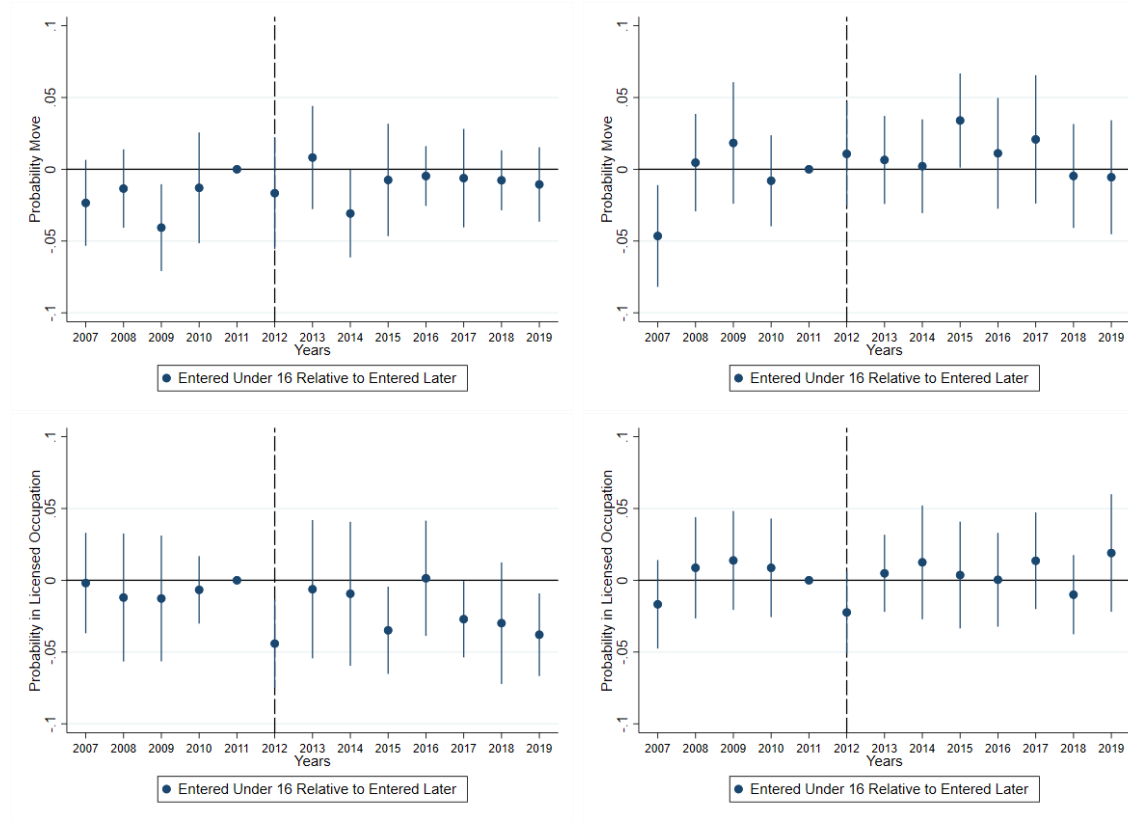 Probability Move
.1
.05
0
-.05
-.1
2007 2008 2009 2010 2011 2012 2013 2014 2015 2016 2017 2018 2019
Years
Entered Under 16 Relative to Entered Later
Probability Move
.1
.05
0
-.05
-.1
2007 2008 2009 2010 2011 2012 2013 2014 2015 2016 2017 2018 2019
Years
Entered Under 16 Relative to Entered Later
Probability in Licensed Occupation
.1
.05
0
-.05
-.1
2007 2008 2009 2010 2011 2012 2013 2014 2015 2016 2017 2018 2019
Years
Entered Under 16 Relative to Entered Later
Probability in Licensed Occupation
.1
.05
0
-.05
-.1
2007 2008 2009 2010 2011 2012 2013 2014 2015 2016 2017 2018 2019
Years
Entered Under 16 Relative to Entered Later